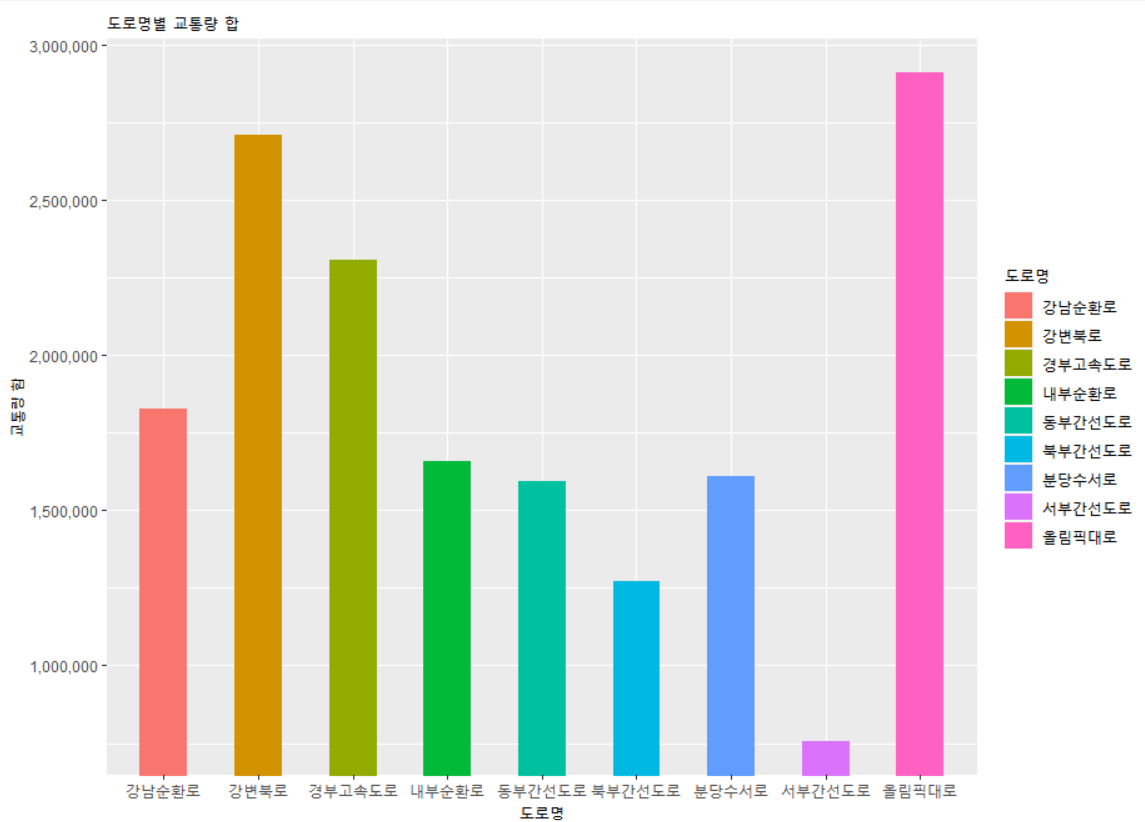 도로명별 교통량 합
3,000,000
2,500,000
2,000,000
1,500,000
1,000,000
교통량 합
강남순환로 강변북로 경부고속도로 내부순환로 동부간선도로 북부간선도로 분당수서로 서부간선도로 올림픽대로
도로명
도로명
강남순환로
강변북로
경부고속도로
내부순환로
동부간선도로
북부간선도로
분당수서로
서부간선도로
올림픽대로